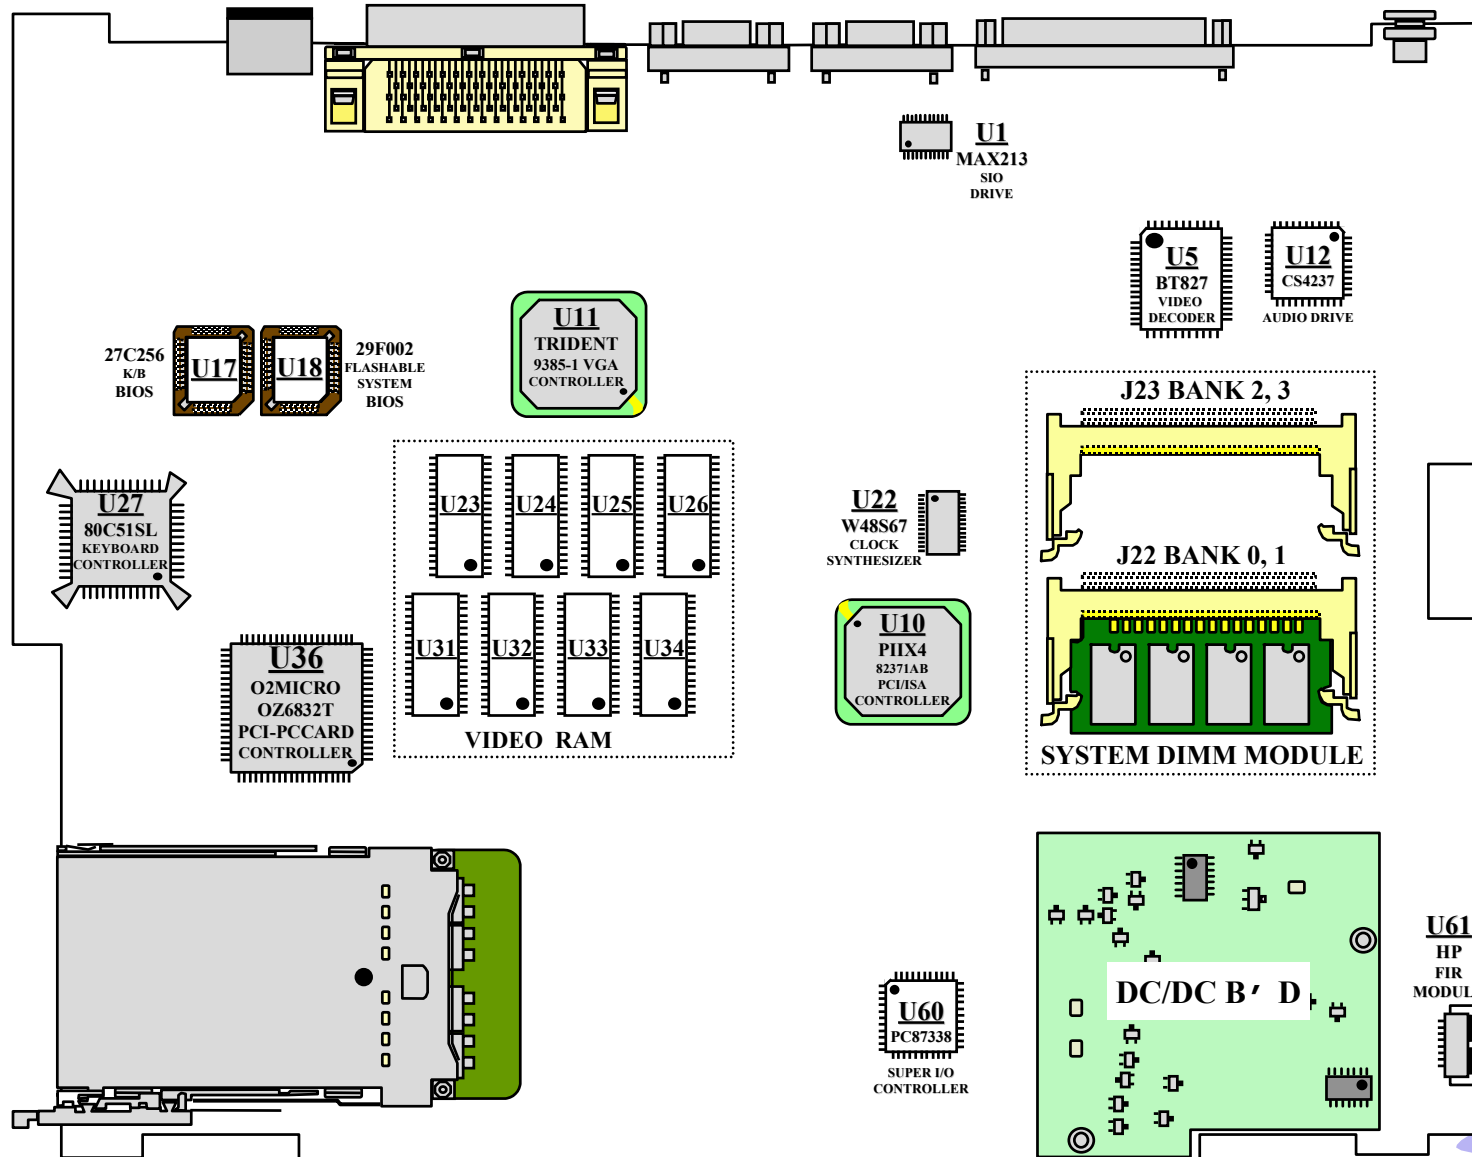 U1
MAX213
SIO
DRIVE
U5
BT827
VIDEO
DECODER
U12
CS4237
AUDIO DRIVE
27C256
K/B
BIOS
U17
U18
29F002
FLASHABLE
SYSTEM
BIOS
U11
TRIDENT
9385-1 VGA
CONTROLLER
J23 BANK 2, 3
U27
80C51SL
KEYBOARD
CONTROLLER
U23
U24
U25
U26
U31
U32
U33
U34
VIDEO RAM
U22
W48S67
CLOCK
SYNTHESIZER
J22 BANK 0, 1
U10
PIIX4
82371AB
PCI/ISA
CONTROLLER
SYSTEM DIMM MODULE
U36
O2MICRO
OZ6832T
PCI-PCCARD
CONTROLLER
DC/DC B′ D
U60
PC87338
SUPER I/O
CONTROLLER
U61
HP
FIR
MODUL